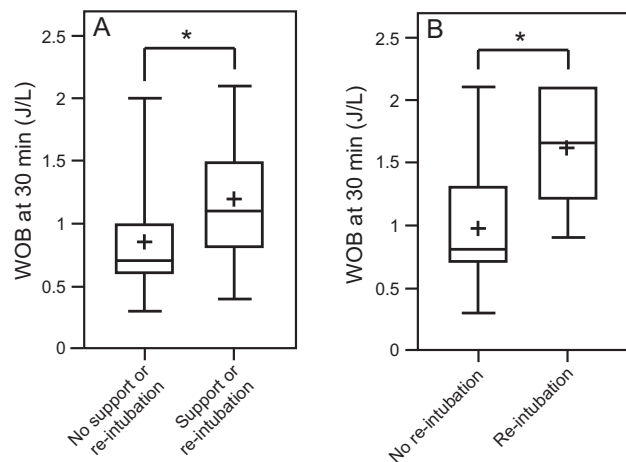 A
*
WOB at 30 min (J/L)
2.5
2
1.5
1
0.5
0
No support or
re-intubation
Support or
re-intubation
B
*
WOB at 30 min (J/L)
2.5
2
1.5
1
0.5
0
No re-intubation
Re-intubation